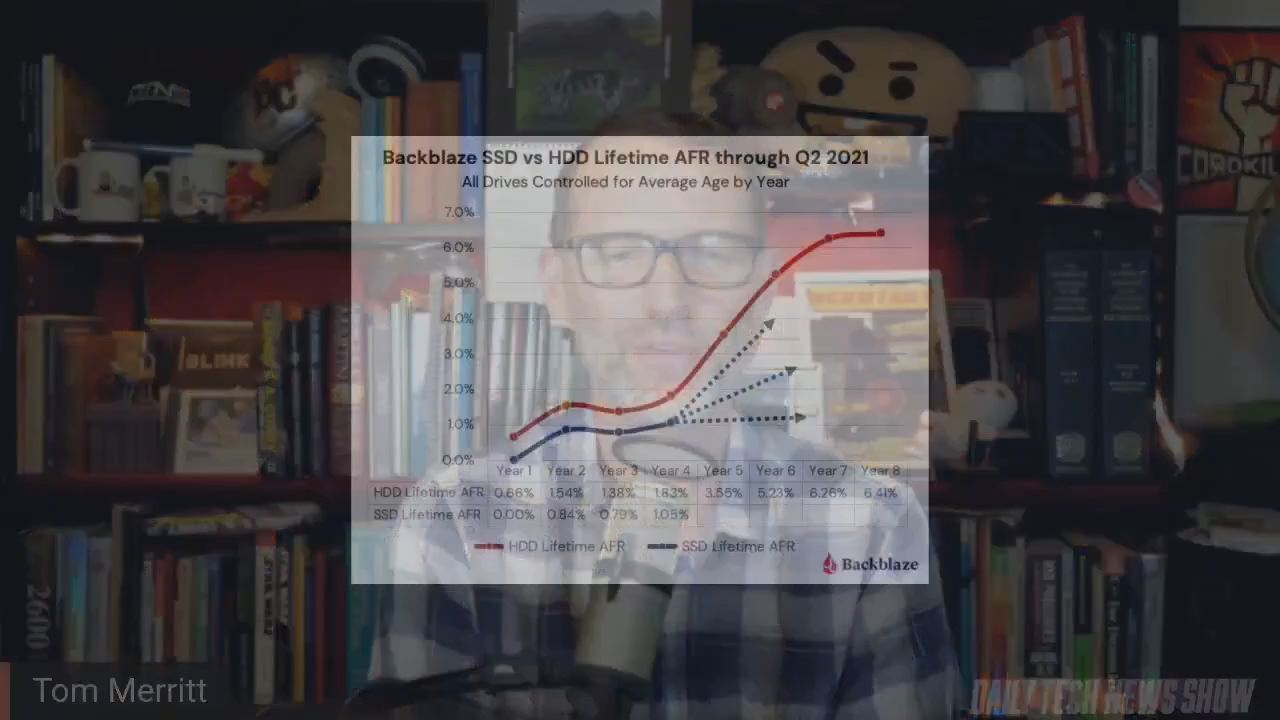 Backblaze SSD vs HDD Lifetime AFR through Q2 2021
All Drives Controlled for Average Age by Year
7.0%
6.0%
5.0%
4.0%
3.0%
2.0%
1.0%
0.0%
Year 1 Year 2 Year 3 Year 4 Year 5 Year 6 Year 7 Year 8
HDD Lifetime AFR 0.66% 1.54% 1.38% 1.83% 3.55% 5.23% 6.26% 6.41%
SSD Lifetime AFR 0.00% 0.84% 0.79% 1.05%
HDD Lifetime AFR SSD Lifetime AFR
Backblaze
BLINK
2600
CORDKIL
Tom Merritt
DAILY TECH NEWS SHOW